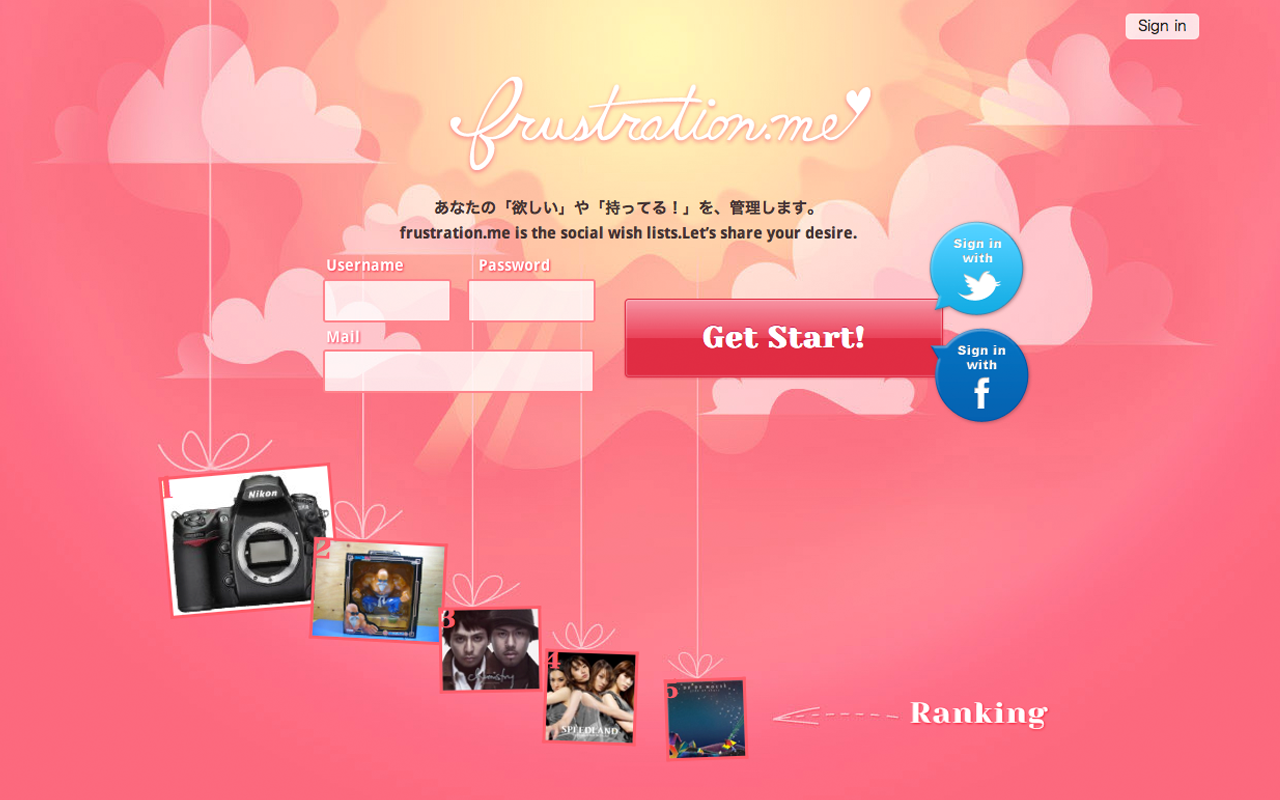 Sign in
frustration.me
あなたの「欲しい」や「持ってる！」を、管理します。
frustration.me is the social wish lists.Let's share your desire.
Username
Password
Mail
Get Start!
Sign in
with
Sign in
with
f
1
Nikon
2
3
chemistry
4
SPEEDLAND
5
Ranking